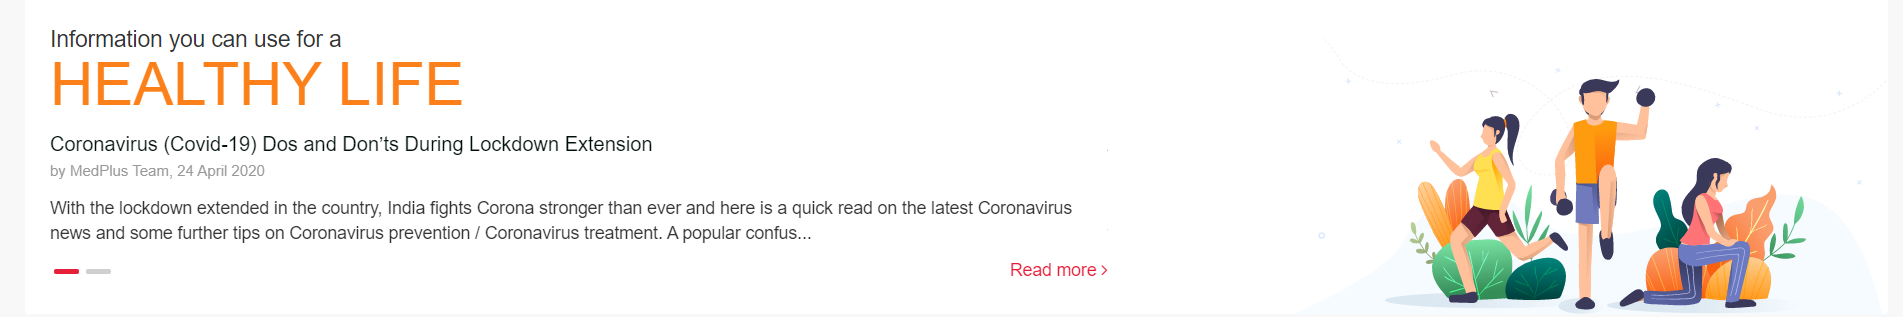 Information you can use for a
HEALTHY LIFE
Coronavirus (Covid-19) Dos and Don’ts During Lockdown Extension
by MedPlus Team, 24 April 2020
With the lockdown extended in the country, India fights Corona stronger than ever and here is a quick read on the latest Coronavirus
news and some further tips on Coronavirus prevention / Coronavirus treatment. A popular confus...
Read more >